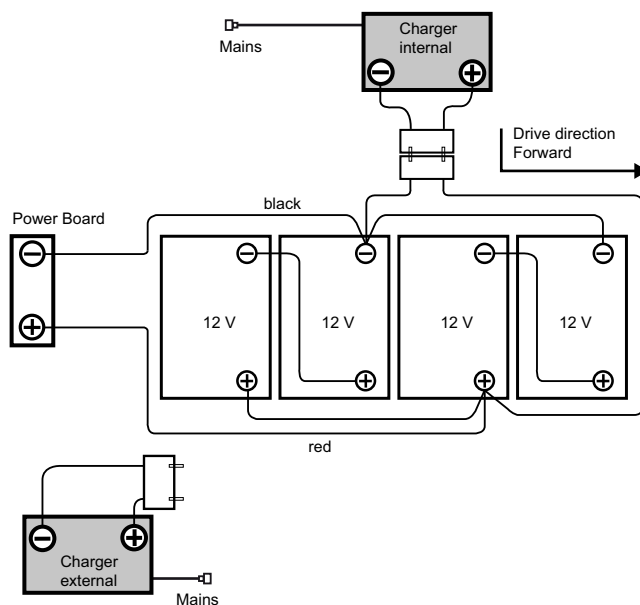 Charger
internal
Mains
Drive direction
Forward
black
Power Board
12 V
12 V
12 V
12 V
red
Charger
external
Mains